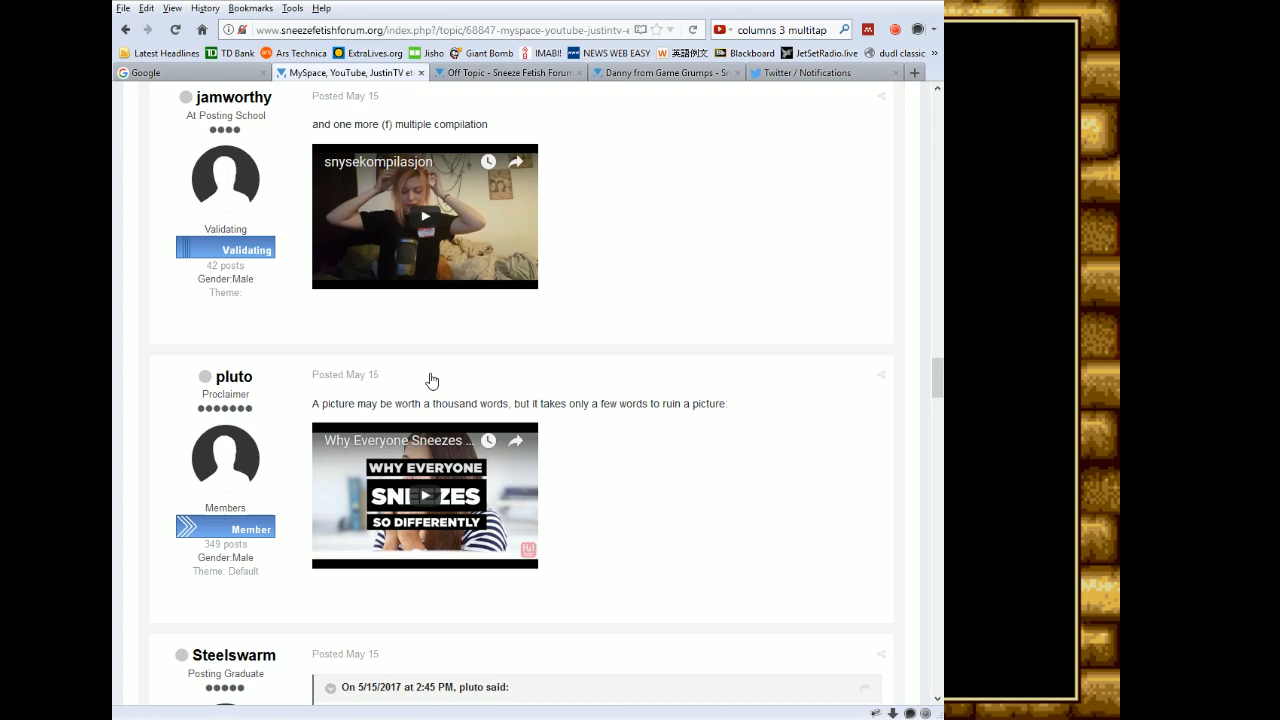 File Edit View History Bookmarks Tools Help
www.sneezefetishforum.org/index.php?/topic/68847-myspace-youtube-justintv-e
columns 3 multitap
Latest Headlines TD Bank Ars Technica ExtraLives.org Jisho Giant Bomb IMABI! NEWS WEB EASY 英語例文 Blackboard JetSetRadio.live dudl classic »
Google × MySpace, YouTube, JustinTV et × Off Topic - Sneeze Fetish Forum × Danny from Game Grumps - Sn × Twitter / Notifications × +
jamworthy
At Posting School
Posted May 15
and one more (f) multiple compilation
snysekompilasjon
Validating
Validating
42 posts
Gender:Male
Theme:
pluto
Proclaimer
Posted May 15
A picture may be worth a thousand words, but it takes only a few words to ruin a picture:
Why Everyone Sneezes ...
WHY EVERYONE
SNEEZES
SO DIFFERENTLY
Members
Member
349 posts
Gender:Male
Theme: Default
Steelswarm
Posting Graduate
Posted May 15
On 5/15/2017 at 2:45 PM, pluto said: